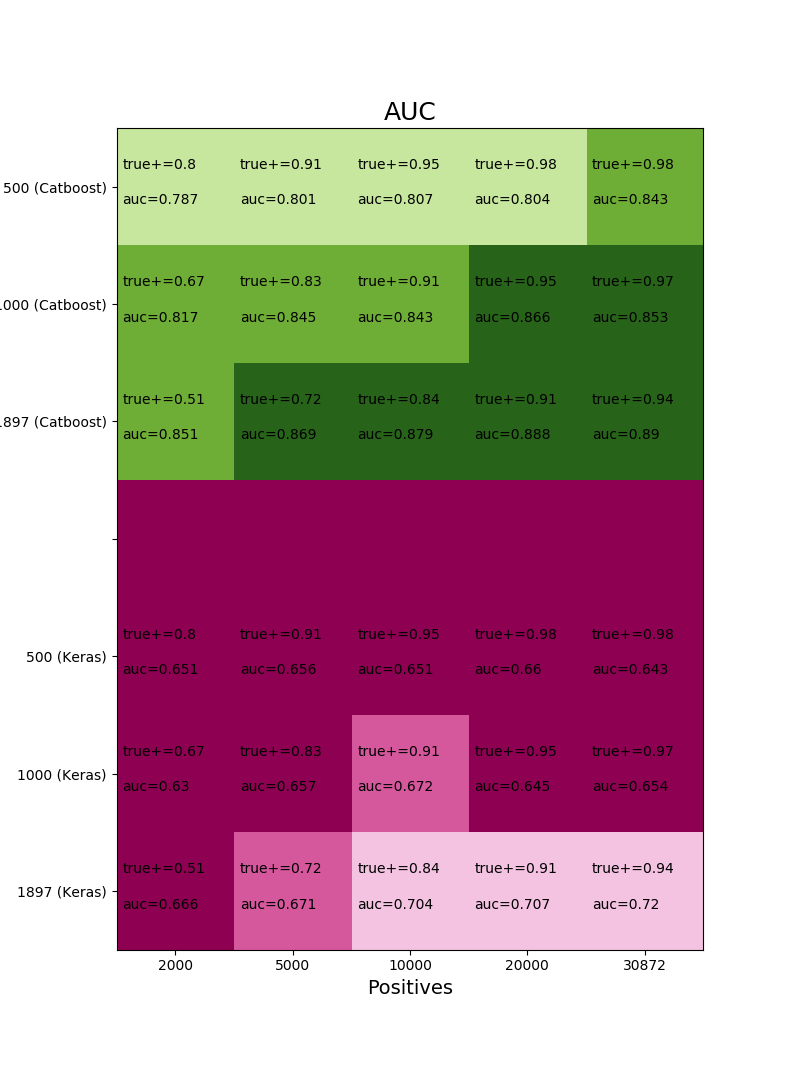 AUC
500 (Catboost)
true+=0.8 true+=0.91 true+=0.95 true+=0.98 true+=0.98
auc=0.787 auc=0.801 auc=0.807 auc=0.804 auc=0.843
000 (Catboost)
true+=0.67 true+=0.83 true+=0.91 true+=0.95 true+=0.97
auc=0.817 auc=0.845 auc=0.843 auc=0.866 auc=0.853
897 (Catboost)
true+=0.51 true+=0.72 true+=0.84 true+=0.91 true+=0.94
auc=0.851 auc=0.869 auc=0.879 auc=0.888 auc=0.89
500 (Keras)
true+=0.8 true+=0.91 true+=0.95 true+=0.98 true+=0.98
auc=0.651 auc=0.656 auc=0.651 auc=0.66 auc=0.643
1000 (Keras)
true+=0.67 true+=0.83 true+=0.91 true+=0.95 true+=0.97
auc=0.63 auc=0.657 auc=0.672 auc=0.645 auc=0.654
1897 (Keras)
true+=0.51 true+=0.72 true+=0.84 true+=0.91 true+=0.94
auc=0.666 auc=0.671 auc=0.704 auc=0.707 auc=0.72
2000 5000 10000 20000 30872
Positives